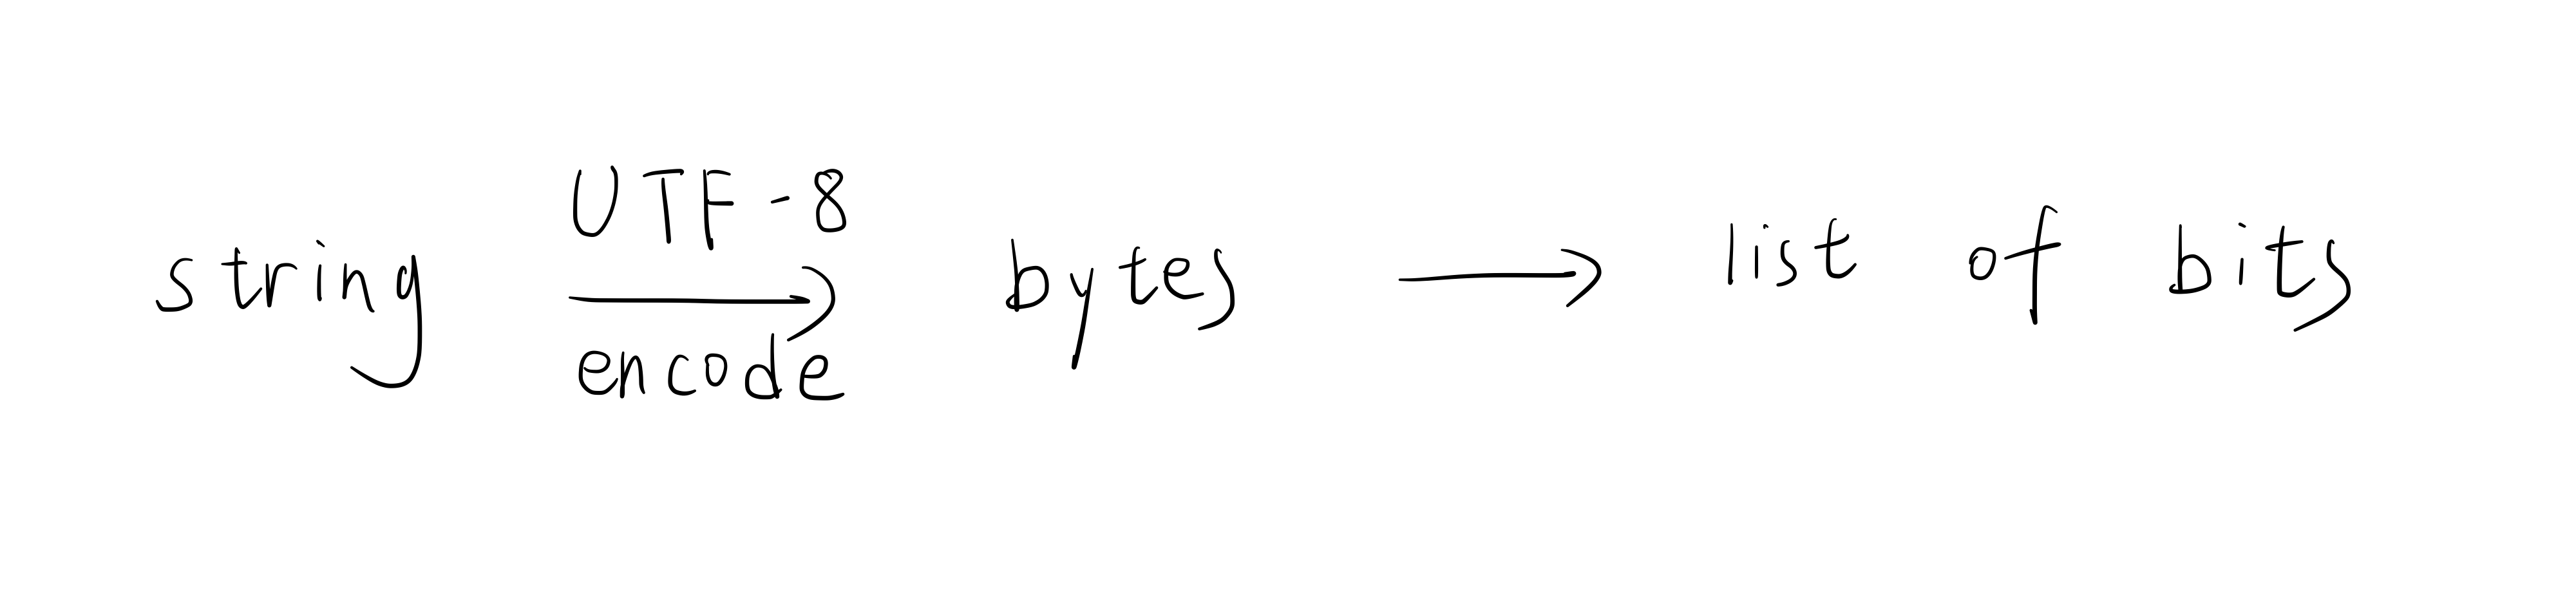 string UTF-8 encode bytes list of bits